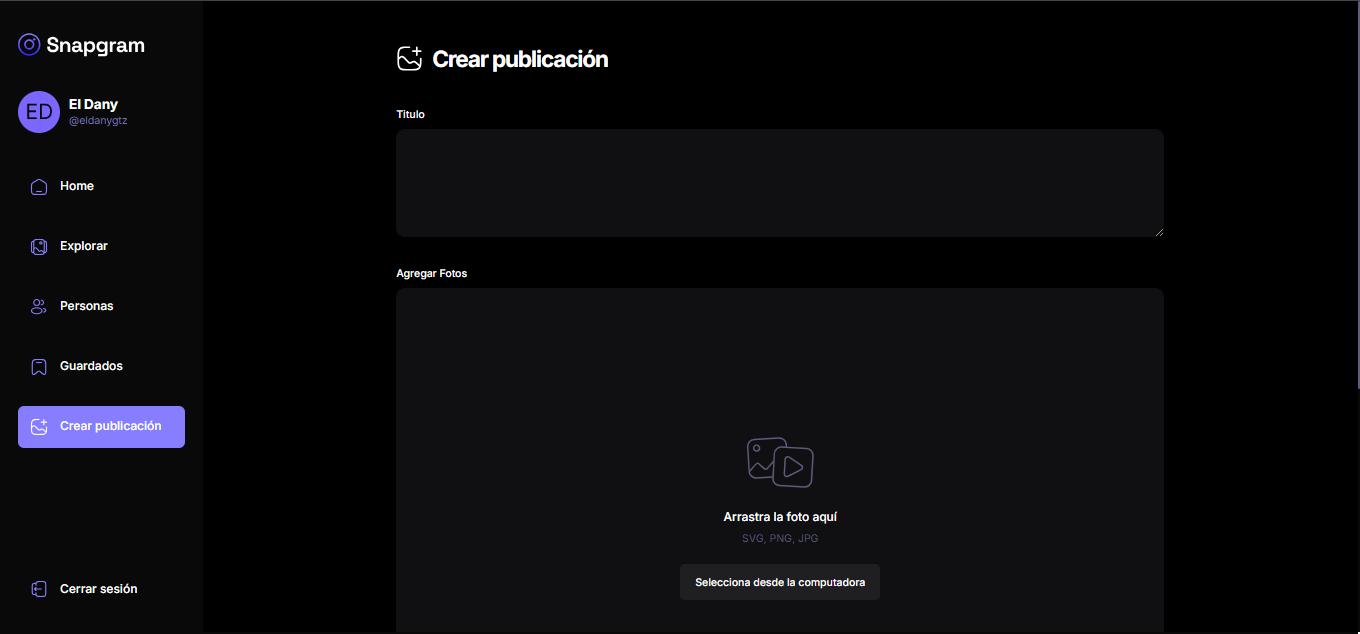 Snapgram
ED
El Dany
@eldanygtz
Home
Explorar
Personas
Guardados
Crear publicación
Cerrar sesión
Crear publicación
Titulo
Agregar Fotos
Arrastra la foto aquí
SVG, PNG, JPG
Selecciona desde la computadora